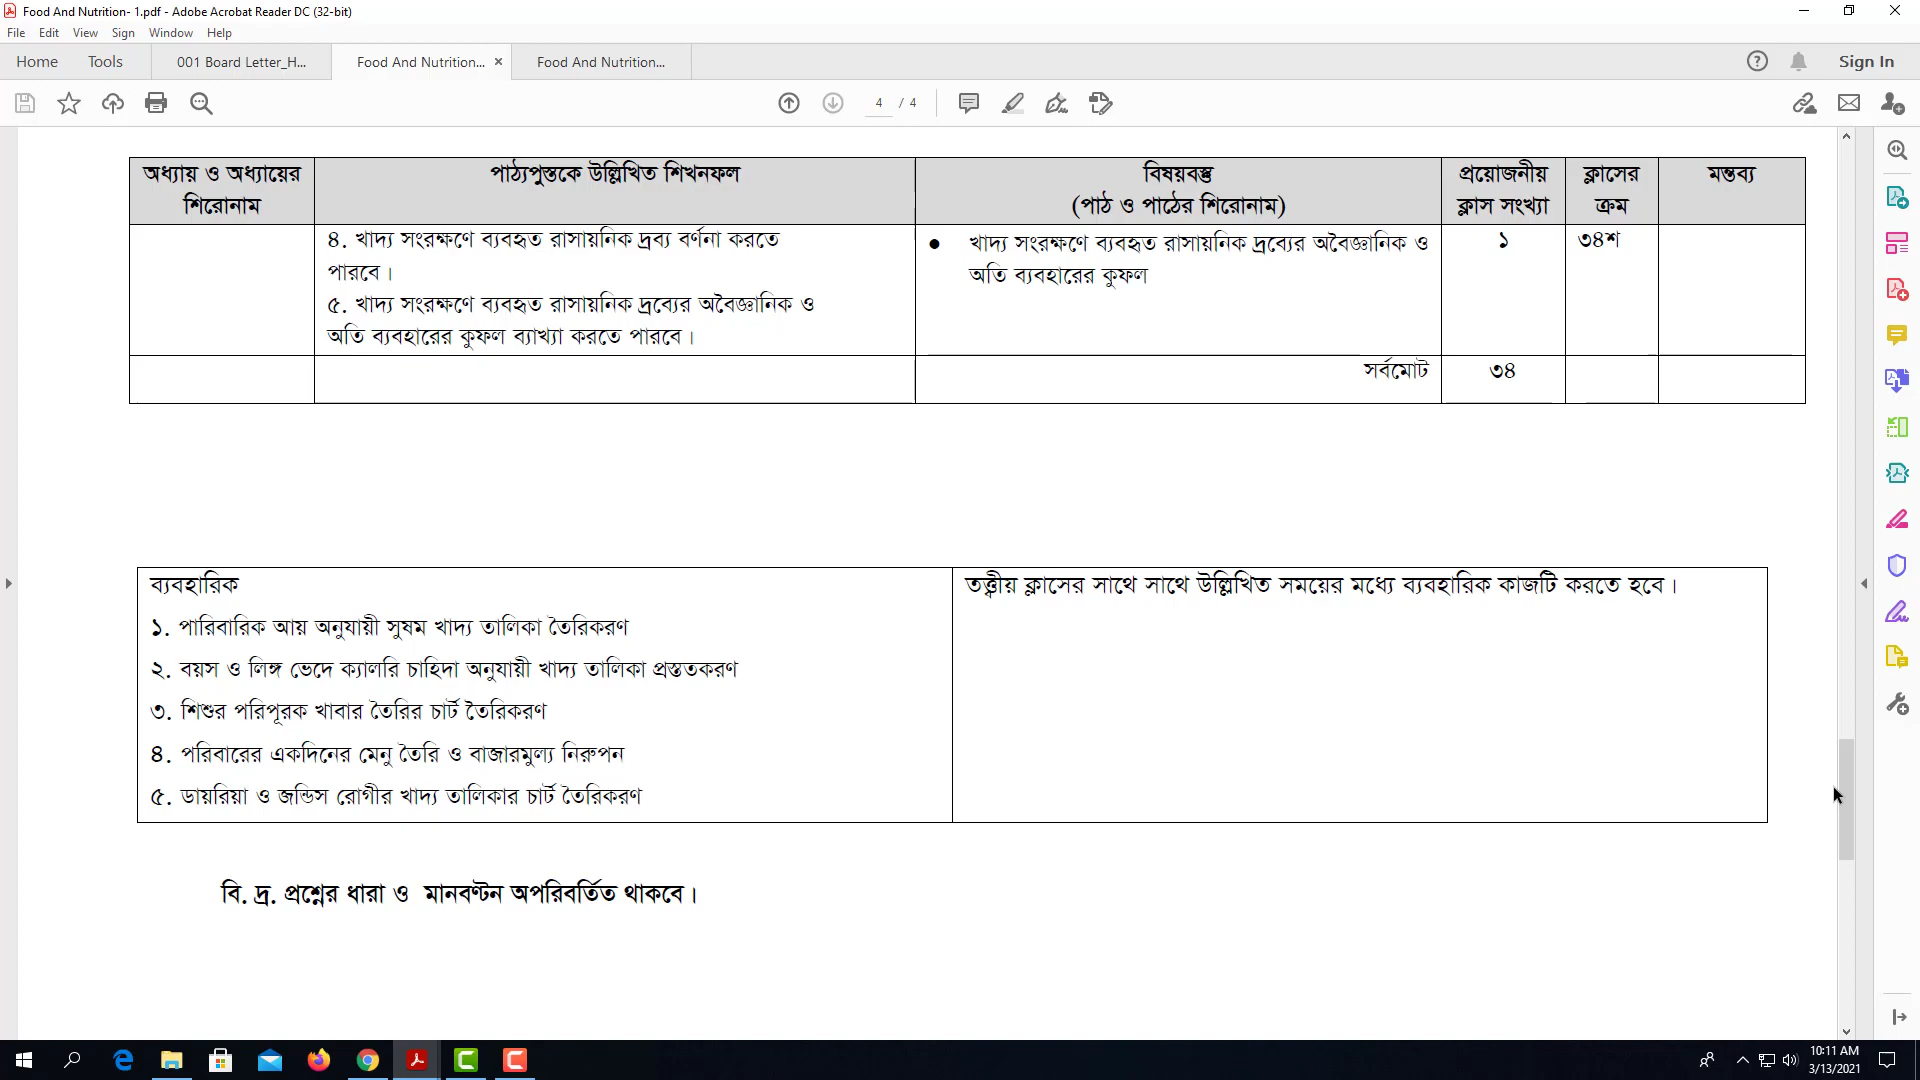 Food And Nutrition- 1.pdf - Adobe Acrobat Reader DC (32-bit)
File Edit View Sign Window Help
Home Tools 001 Board Letter_H... Food And Nutrition... × Food And Nutrition... Sign In
4 / 4
অধ্যায় ও অধ্যায়ের শিরোনাম
পাঠ্যপুস্তকে উল্লিখিত শিখনফল
বিষয়বস্তু
(পাঠ ও পাঠের শিরোনাম)
প্রয়োজনীয়
ক্লাস সংখ্যা
ক্লাসের
ক্রম
মন্তব্য
৪. খাদ্য সংরক্ষণে ব্যবহৃত রাসায়নিক দ্রব্য বর্ণনা করতে
পারবে।
৫. খাদ্য সংরক্ষণে ব্যবহৃত রাসায়নিক দ্রব্যের অবৈজ্ঞানিক ও
অতি ব্যবহারের কুফল ব্যাখ্যা করতে পারবে।
● খাদ্য সংরক্ষণে ব্যবহৃত রাসায়নিক দ্রব্যের অবৈজ্ঞানিক ও
অতি ব্যবহারের কুফল
১
৩৪শ
সর্বমোট ৩৪
ব্যবহারিক
১. পারিবারিক আয় অনুযায়ী সুষম খাদ্য তালিকা তৈরিকরণ
২. বয়স ও লিঙ্গ ভেদে ক্যালরি চাহিদা অনুযায়ী খাদ্য তালিকা প্রস্তুতকরণ
৩. শিশুর পরিপূরক খাবার তৈরির চার্ট তৈরিকরণ
৪. পরিবারের একদিনের মেনু তৈরি ও বাজারমুল্য নিরুপন
৫. ডায়রিয়া ও জন্ডিস রোগীর খাদ্য তালিকার চার্ট তৈরিকরণ
তত্ত্বীয় ক্লাসের সাথে সাথে উল্লিখিত সময়ের মধ্যে ব্যবহারিক কাজটি করতে হবে।
বি. দ্র. প্রশ্নের ধারা ও মানবণ্টন অপরিবর্তিত থাকবে।
10:11 AM
3/13/2021